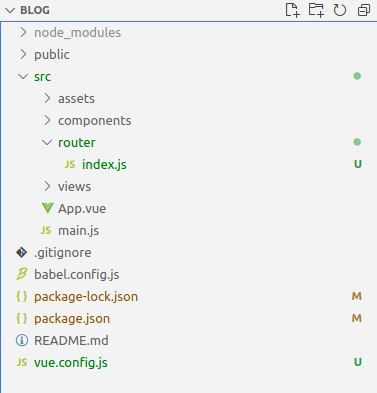 BLOG
node_modules
public
src
assets
components
router
JS index.js U
views
App.vue
JS main.js
.gitignore
babel.config.js
{} package-lock.json M
{} package.json M
README.md
JS vue.config.js U